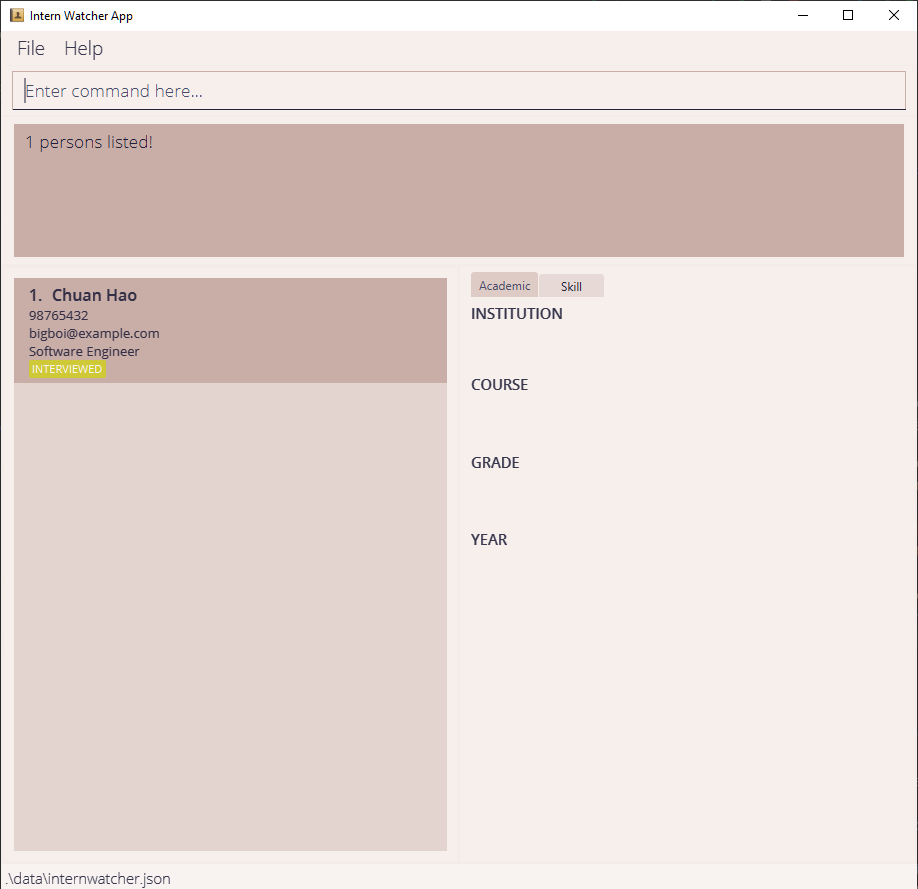 Intern Watcher App
File Help
Enter command here...
1 persons listed!
1. Chuan Hao
98765432
bigboi@example.com
Software Engineer
INTERVIEWED
Academic Skill
INSTITUTION
COURSE
GRADE
YEAR
.\data\internwatcher.json